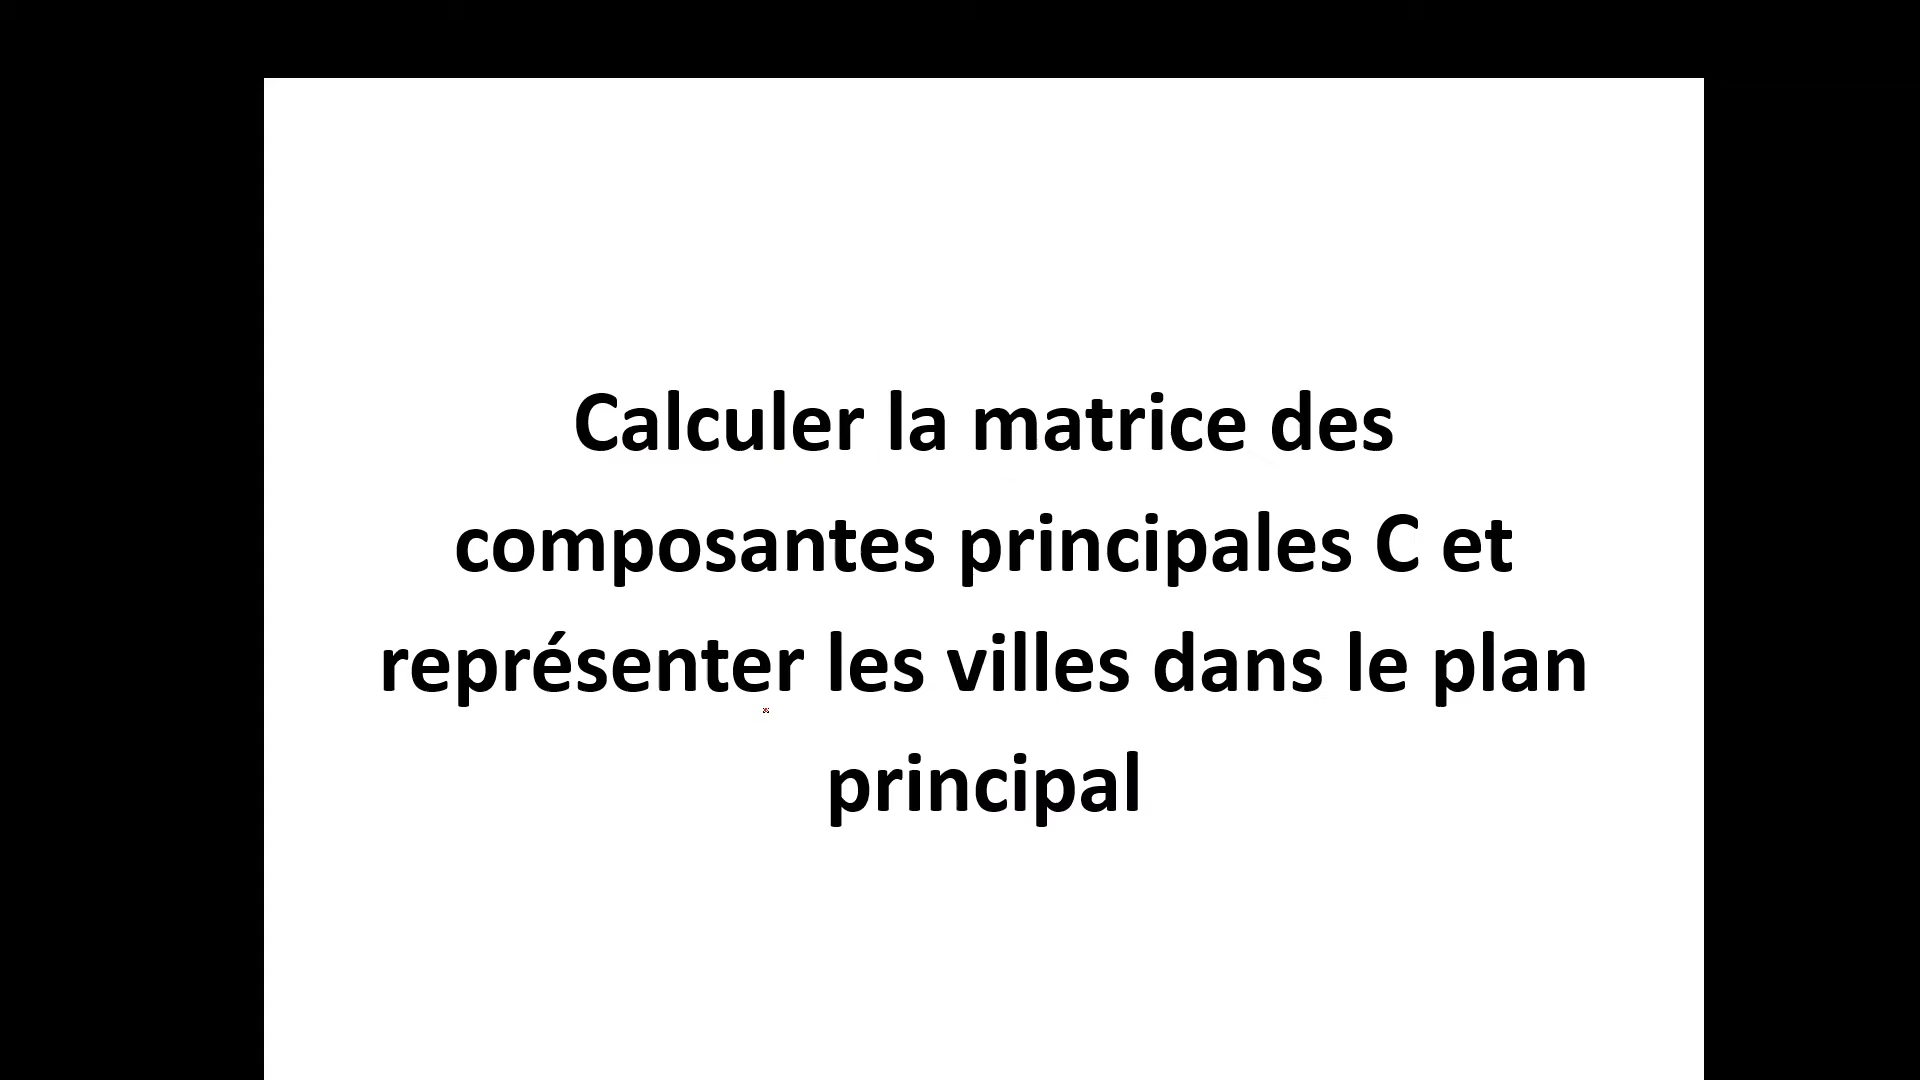 Calculer la matrice des
composantes principales C et
représenter les villes dans le plan
principal